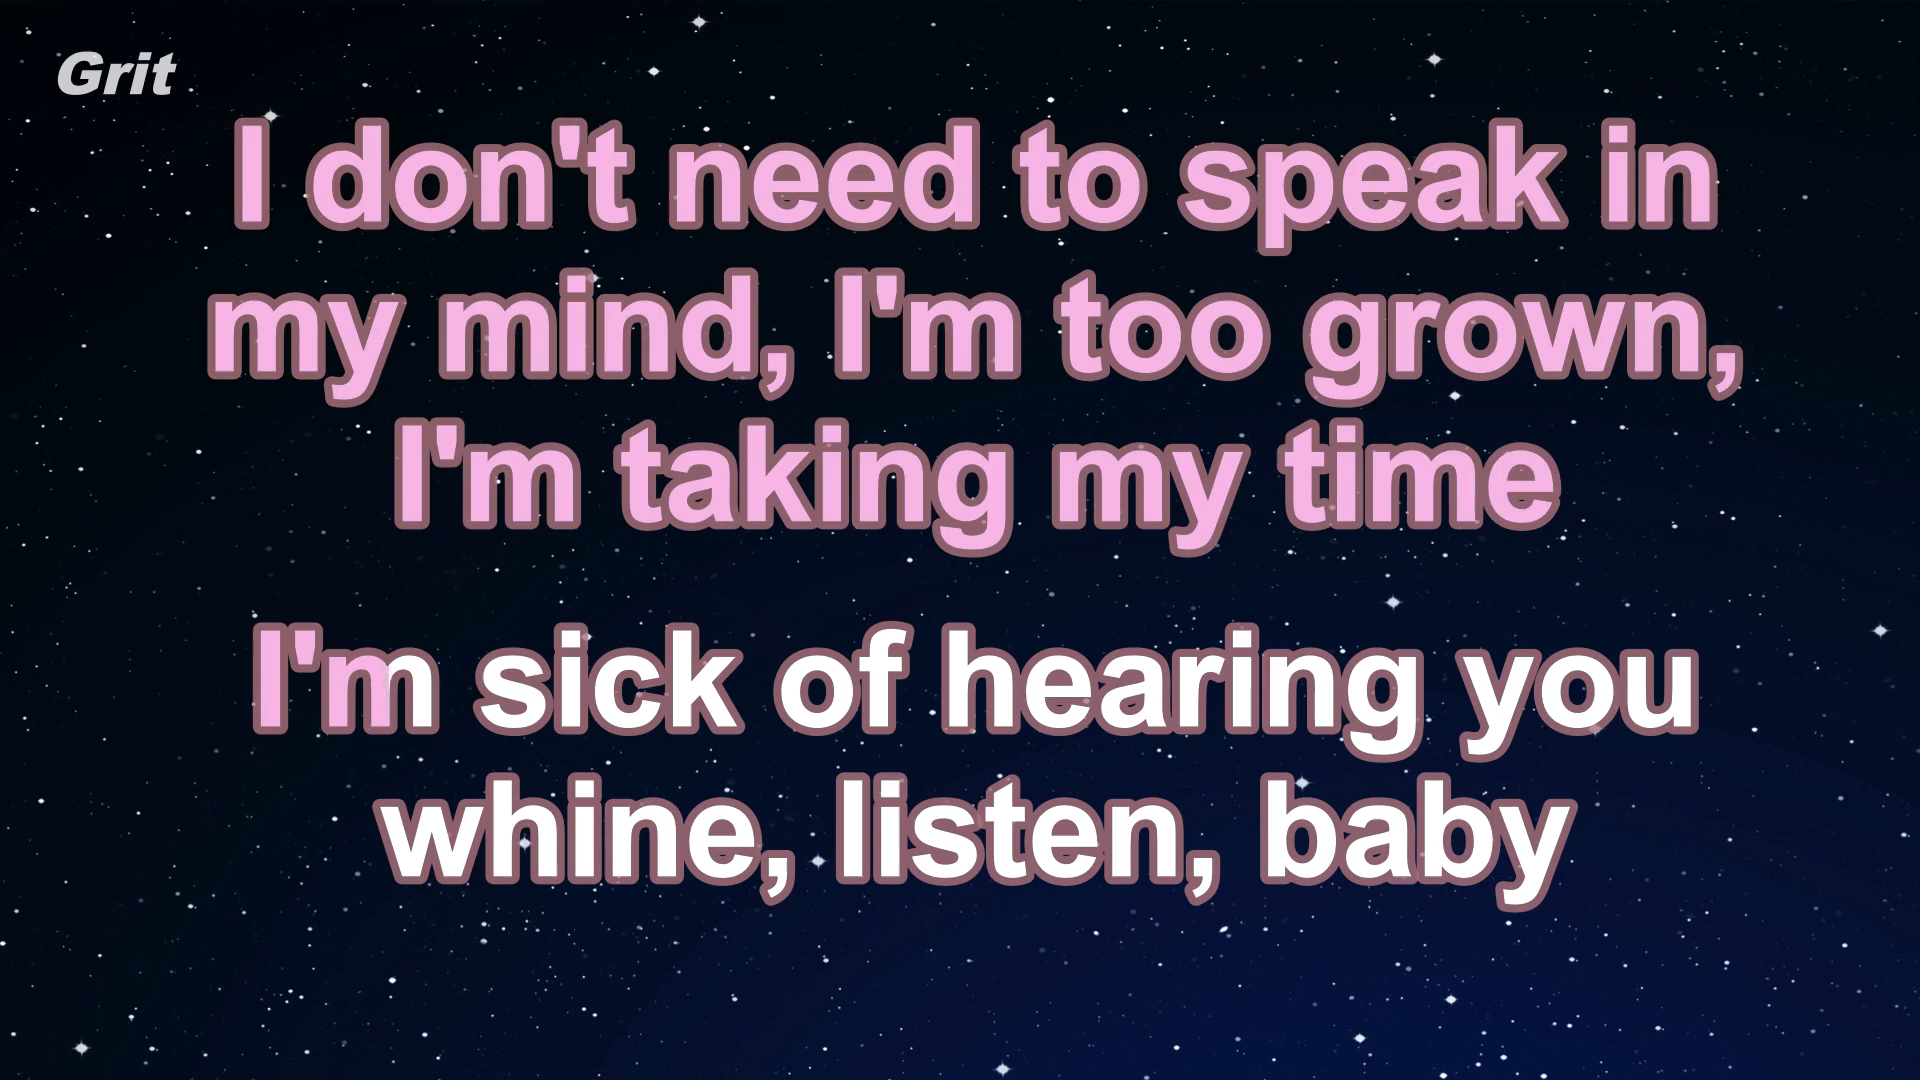 Grit
I don't need to speak in
my mind, I'm too grown,
I'm taking my time
I'm sick of hearing you
whine, listen, baby